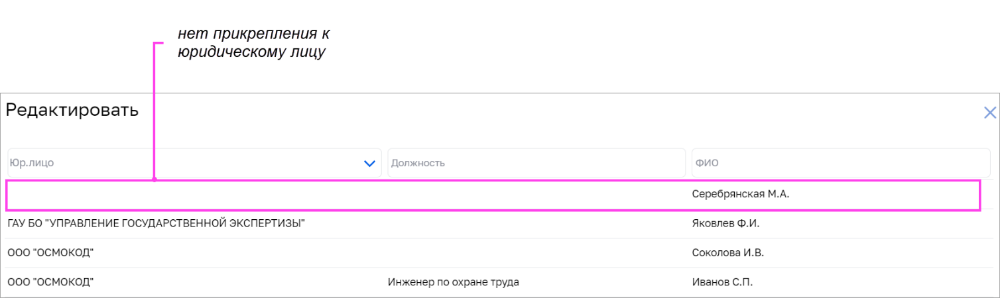 нет прикрепления к
юридическому лицу
Редактировать
Юр.лицо Должность ФИО
Серебрянская М.А.
ГАУ БО "УПРАВЛЕНИЕ ГОСУДАРСТВЕННОЙ ЭКСПЕРТИЗЫ" Яковлев Ф.И.
ООО "ОСМОКОД" Соколова И.В.
ООО "ОСМОКОД" Инженер по охране труда Иванов С.П.